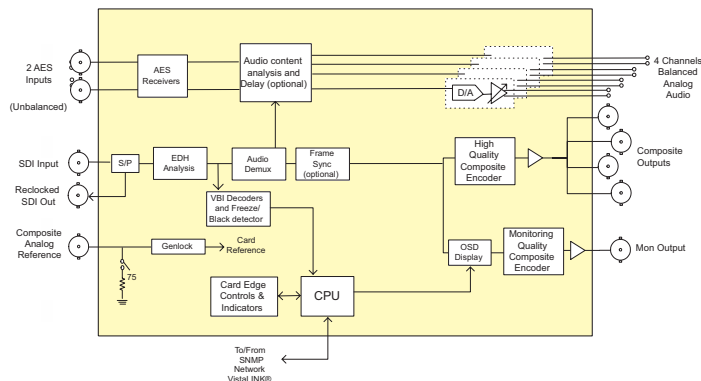 2 AES
Inputs
(Unbalanced)
AES
Receivers
Audio content
analysis and
Delay (optional)
D/A
4 Channels
Balanced
Analog
Audio
SDI Input
S/P
EDH
Analysis
Audio
Demux
Frame
Sync
(optional)
High
Quality
Composite
Encoder
Composite
Outputs
Reclocked
SDI Out
VBI Decoders
and Freeze/
Black detector
Composite
Analog
Reference
Genlock
Card
Reference
75
OSD
Display
Monitoring
Quality
Composite
Encoder
Mon Output
Card Edge
Controls &
Indicators
CPU
To/From
SNMP
Network
VistaLINK®